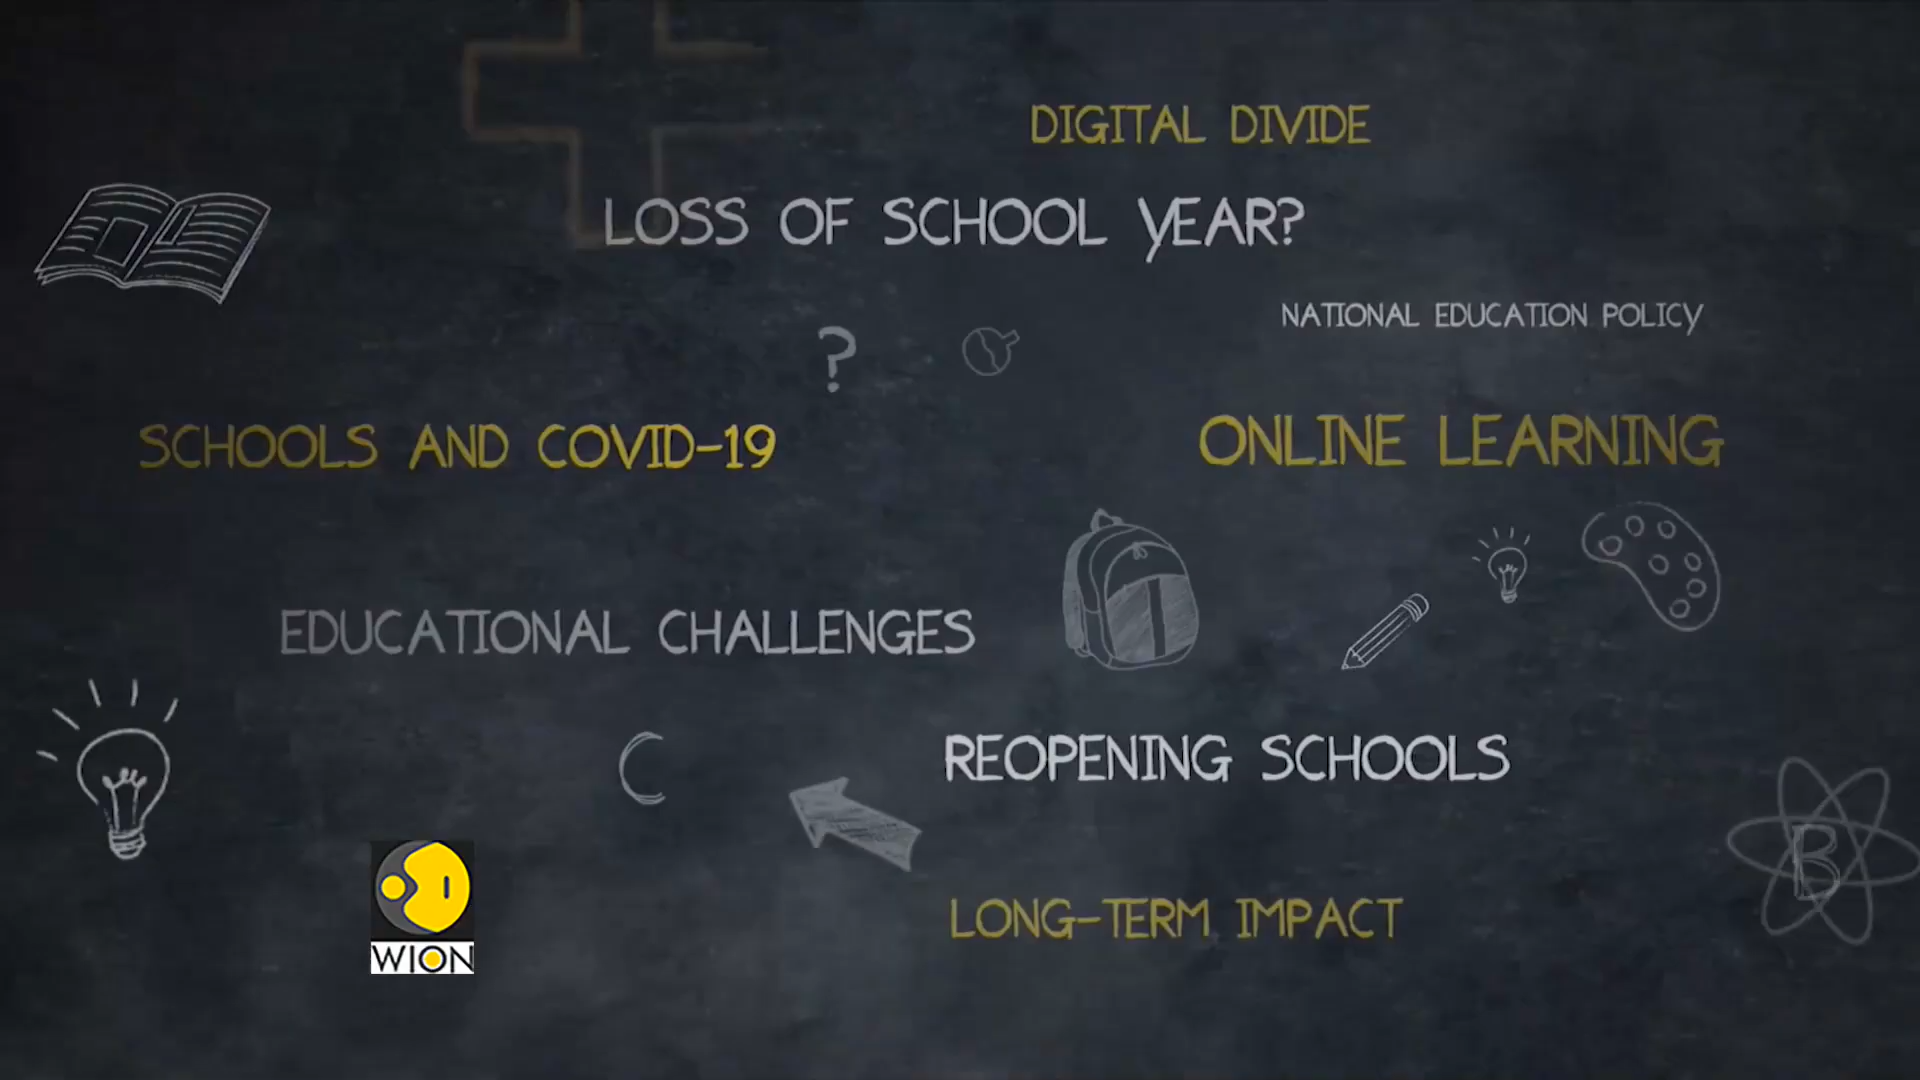 DIGITAL DIVIDE
LOSS OF SCHOOL YEAR?
NATIONAL EDUCATION POLICY
?
SCHOOLS AND COVID-19
ONLINE LEARNING
EDUCATIONAL CHALLENGES
REOPENING SCHOOLS
C
B
LONG-TERM IMPACT
WION